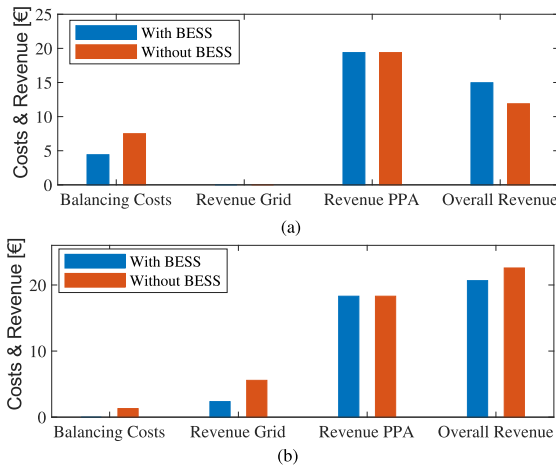 Costs & Revenue [€]
25
20
15
10
5
0
With BESS
Without BESS
Balancing Costs Revenue Grid Revenue PPA Overall Revenue
(a)
Costs & Revenue [€]
20
10
0
With BESS
Without BESS
Balancing Costs Revenue Grid Revenue PPA Overall Revenue
(b)